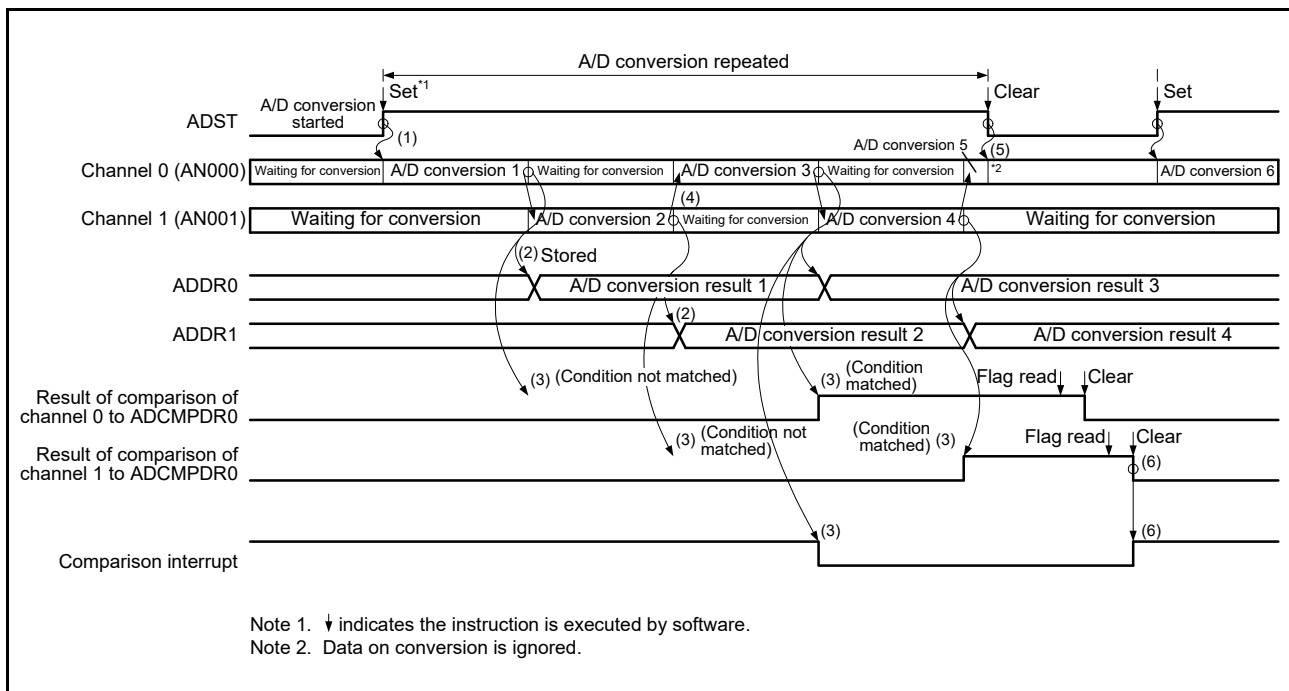 A/D conversion repeated
Set*1
Clear
Set
A/D conversion
started
ADST
(1)
A/D conversion 5
(5)
Channel 0 (AN000)
Waiting for conversion
A/D conversion 1
Waiting for conversion
A/D conversion 3
Waiting for conversion
*2
A/D conversion 6
(4)
Channel 1 (AN001)
Waiting for conversion
A/D conversion 2
Waiting for conversion
A/D conversion 4
Waiting for conversion
(2) Stored
ADDR0
A/D conversion result 1
A/D conversion result 3
(2)
ADDR1
A/D conversion result 2
A/D conversion result 4
(3) (Condition not matched)
(3) (Condition
matched)
Flag read
Clear
Result of comparison of
channel 0 to ADCMPDR0
(3) (Condition not
matched)
(Condition
matched) (3)
Flag read
Clear
Result of comparison of
channel 1 to ADCMPDR0
(6)
(3)
(6)
Comparison interrupt
Note 1. ↓ indicates the instruction is executed by software.
Note 2. Data on conversion is ignored.